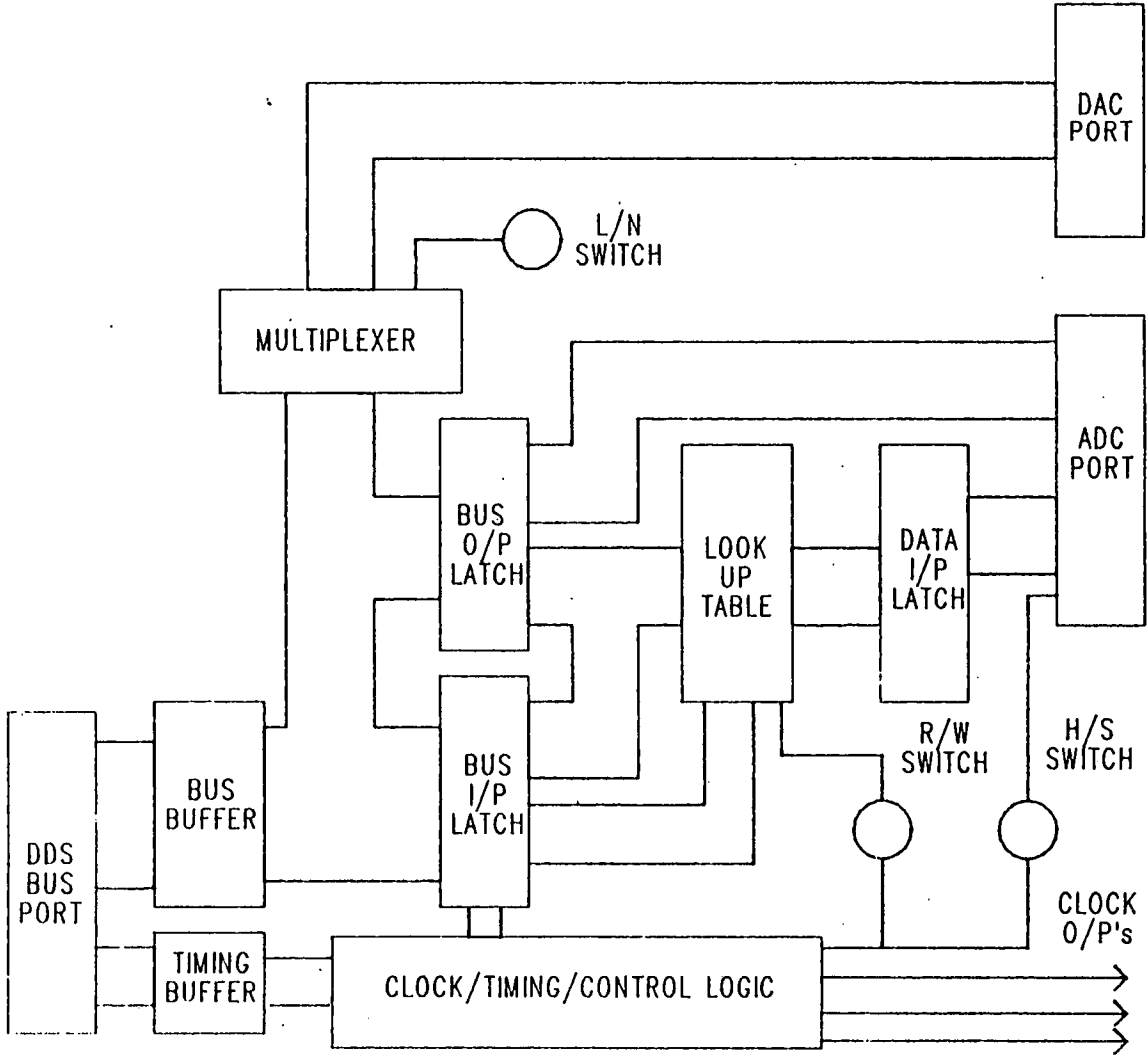 DAC
PORT
L/N
SWITCH
MULTIPLEXER
ADC
PORT
BUS
O/P
LATCH
LOOK
UP
TABLE
DATA
I/P
LATCH
R/W
SWITCH
H/S
SWITCH
BUS
I/P
LATCH
BUS
BUFFER
DDS
BUS
PORT
CLOCK
O/P's
TIMING
BUFFER
CLOCK/TIMING/CONTROL LOGIC